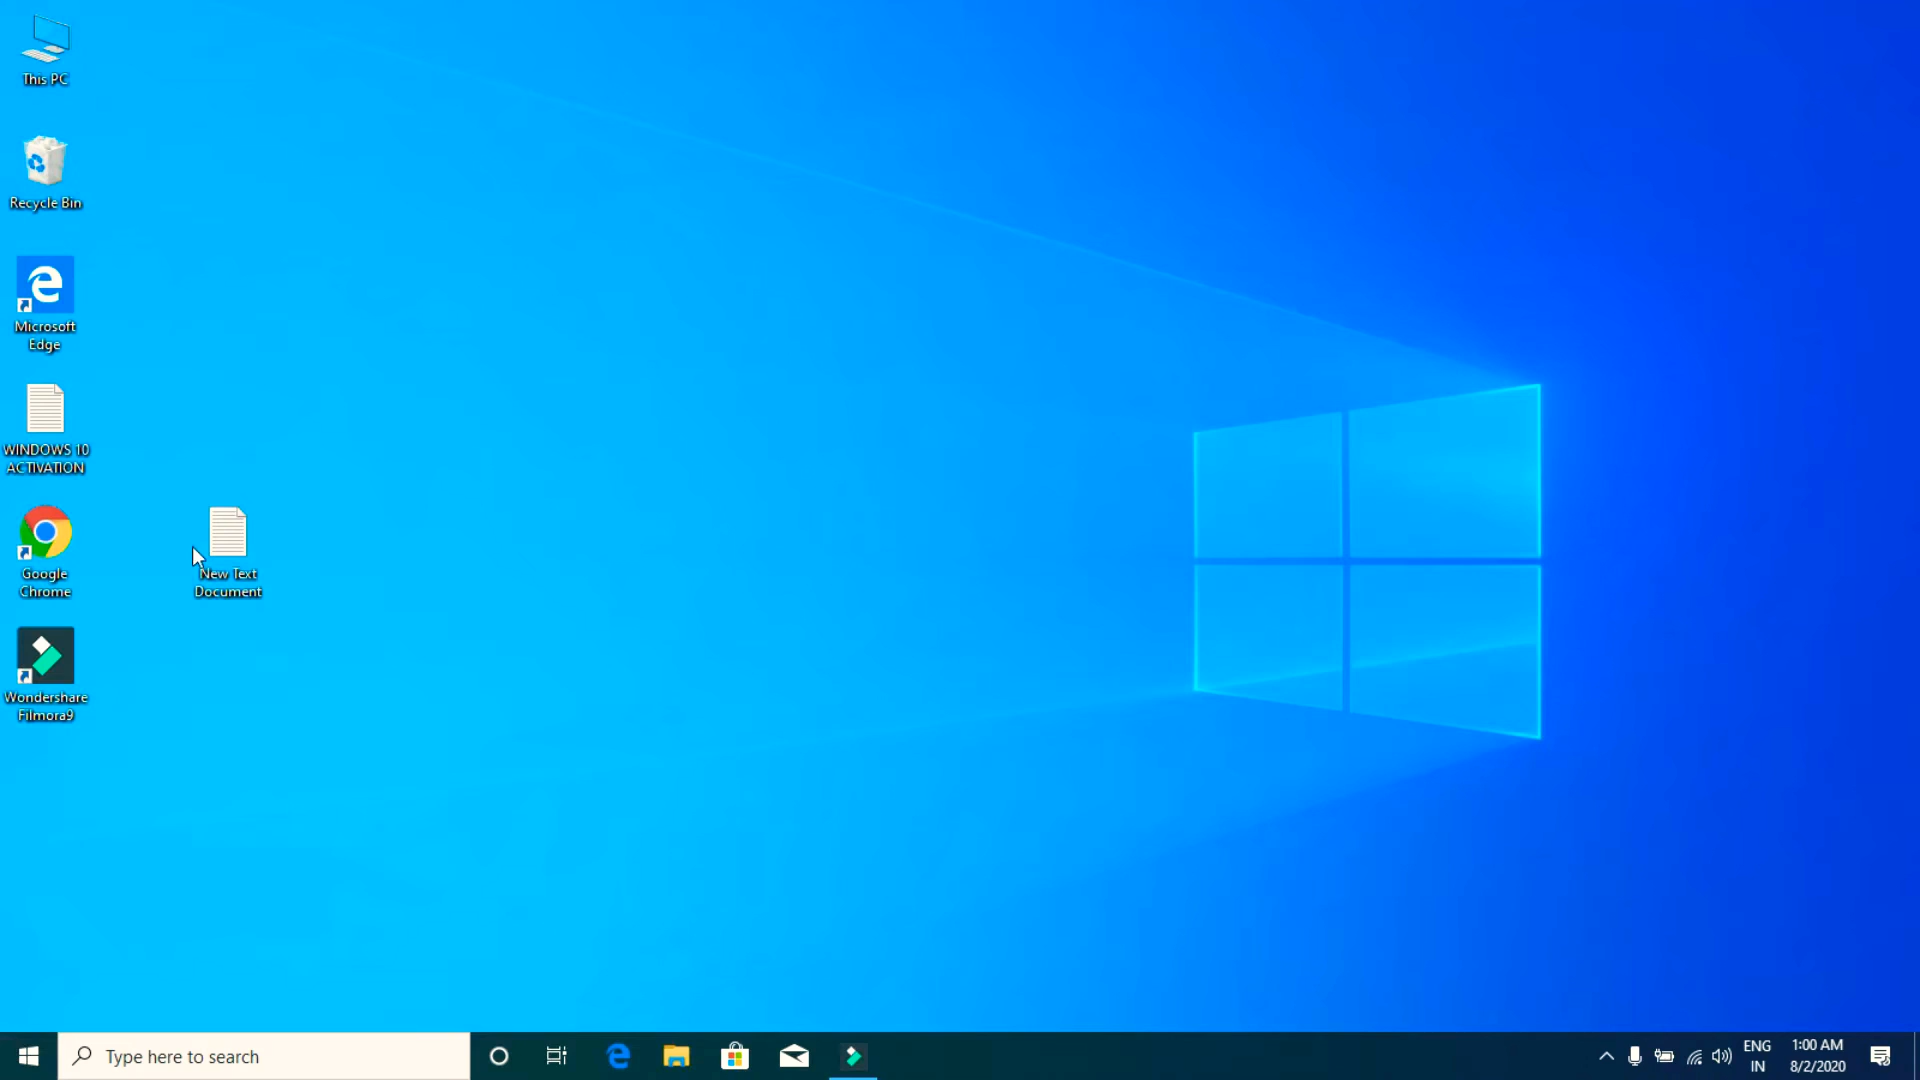 This PC
Recycle Bin
Microsoft
Edge
WINDOWS 10
ACTIVATION
Google
Chrome
New Text
Document
Wondershare
Filmora9
Type here to search
ENG
IN
1:00 AM
8/2/2020